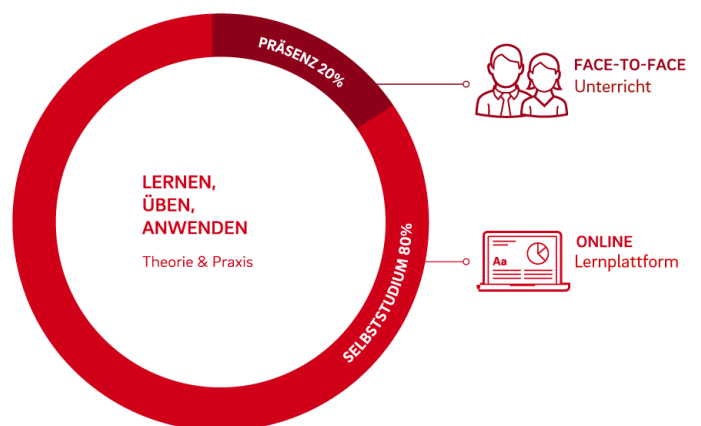 PRÄSENZ 20%
FACE-TO-FACE
Unterricht
LERNEN,
ÜBEN,
ANWENDEN
Theorie & Praxis
SELBSTSTUDIUM 80%
Aa
ONLINE
Lernplattform